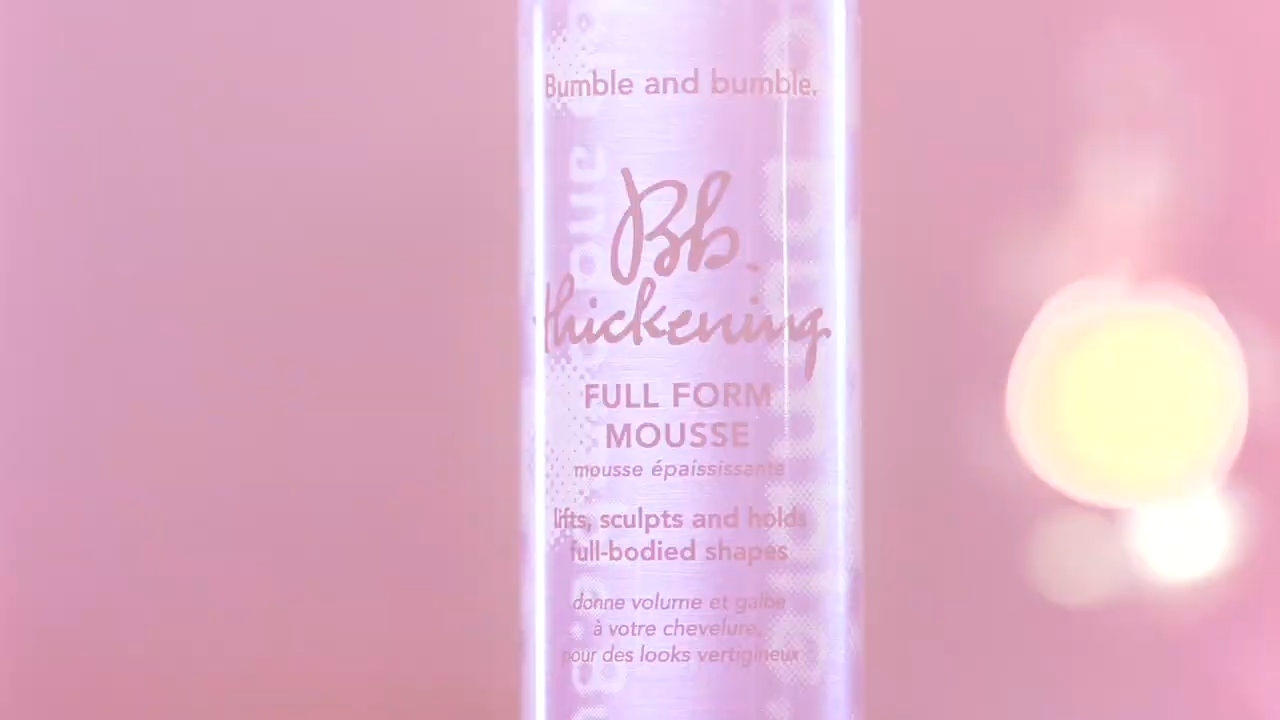 Bumble and bumble.
Bb.
thickening
FULL FORM
MOUSSE
mousse épaississante
lifts, sculpts and holds
full-bodied shapes
donne volume et galbe
à votre chevelure,
pour des looks vertigineux